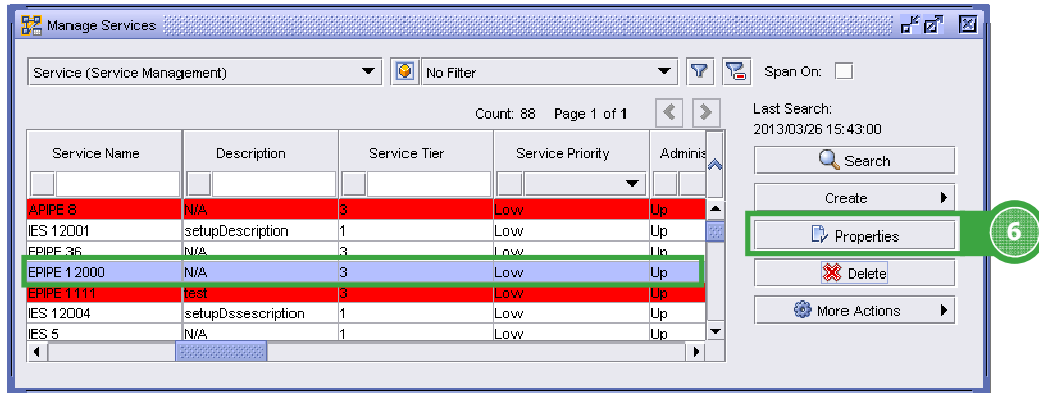 Manage Services
Service (Service Management) No Filter Span On:
Count: 88 Page 1 of 1
Last Search:
2013/03/26 15:43:00
Service Name Description Service Tier Service Priority Adminis
Search
Create
Properties
Delete
More Actions
APIPE 8 N/A 3 Low Up
IES 12001 setupDescription 1 Low Up
EPIPE 36 N/A 3 Low Up
EPIPE 12000 N/A 3 Low Up
EPIPE 1111 test 3 Low Up
IES 12004 setupDssescription 1 Low Up
IES 5 N/A 1 Low Up
6